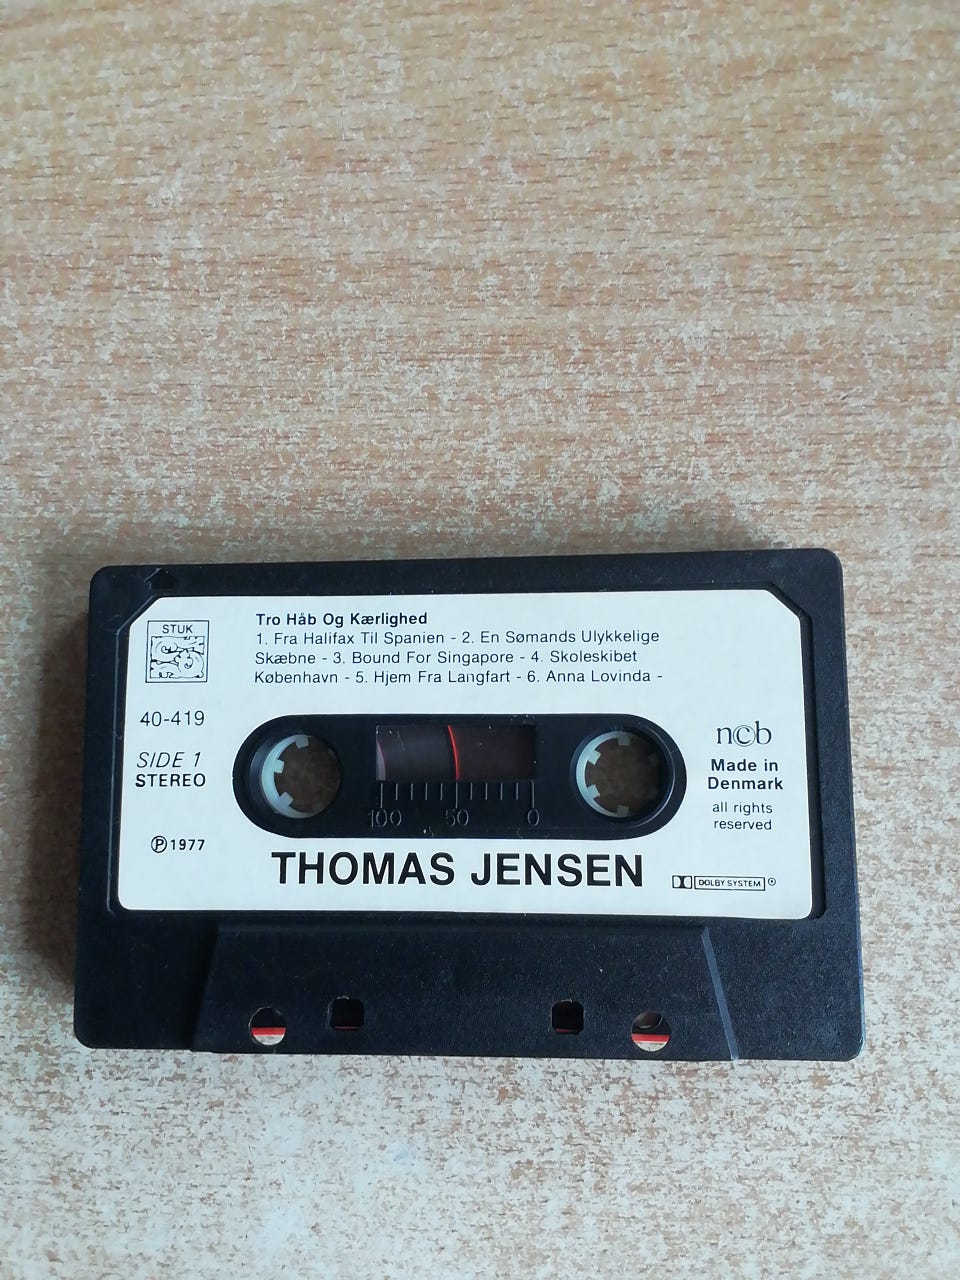 STUK
Tro Håb Og Kærlighed
1. Fra Halifax Til Spanien - 2. En Sømands Ulykkelige
Skæbne - 3. Bound For Singapore - 4. Skoleskibet
København - 5. Hjem Fra Langfart - 6. Anna Lovinda -
40-419
SIDE 1
STEREO
Ⓟ1977
100 50 0
n©b
Made in
Denmark
all rights
reserved
THOMAS JENSEN
DOLBY SYSTEM ®